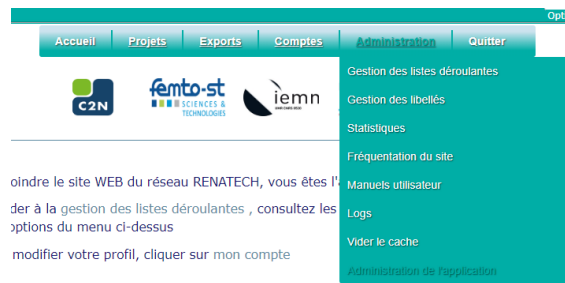 Opt
Accueil Projets Exports Comptes Administration Quitter
Gestion des listes déroulantes
Gestion des libellés
Statistiques
Fréquentation du site
Manuels utilisateur
Logs
Vider le cache
Administration de l'application
C2N
femto-st
SCIENCES &
TECHNOLOGIES
iemn
oindre le site WEB du réseau RENATECH, vous êtes l'
der à la gestion des listes déroulantes , consultez les
options du menu ci-dessus
modifier votre profil, cliquer sur mon compte